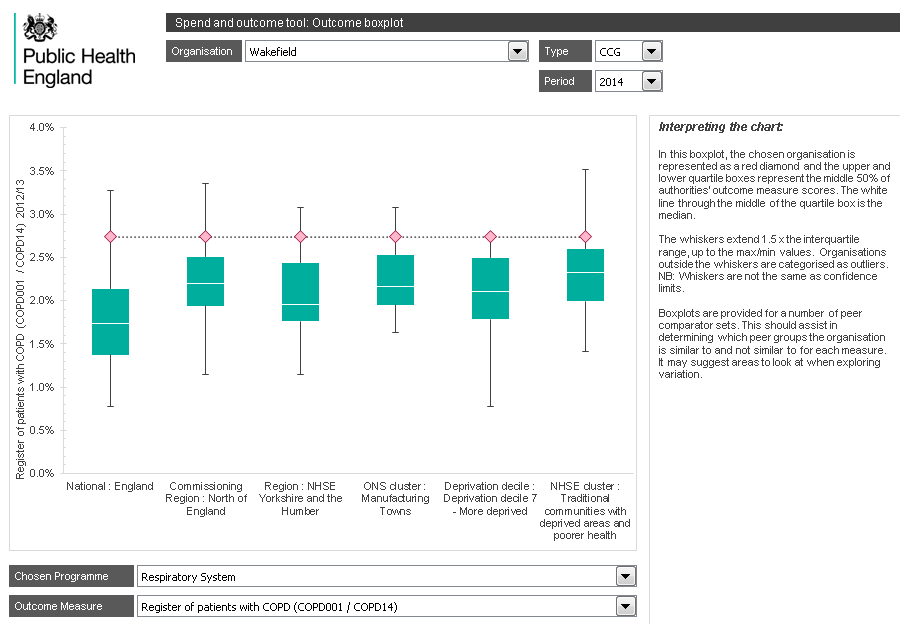 Spend and outcome tool: Outcome boxplot
Public Health
England
Organisation
Wakefield
Type
CCG
Period
2014
Register of patients with COPD (COPD001 / COPD14) 2012/13
4.0%
3.5%
3.0%
2.5%
2.0%
1.5%
1.0%
0.5%
0.0%
National : England
Commissioning
Region : North of
England
Region : NHSE
Yorkshire and the
Humber
ONS cluster :
Manufacturing
Towns
Deprivation decile :
Deprivation decile 7
- More deprived
NHSE cluster :
Traditional
communities with
deprived areas and
poorer health
Interpreting the chart:
In this boxplot, the chosen organisation is
represented as a red diamond and the upper and
lower quartile boxes represent the middle 50% of
authorities' outcome measure scores. The white
line through the middle of the quartile box is the
median.
The whiskers extend 1.5 x the interquartile
range, up to the max/min values. Organisations
outside the whiskers are categorised as outliers.
NB: Whiskers are not the same as confidence
limits.
Boxplots are provided for a number of peer
comparator sets. This should assist in
determining which peer groups the organisation
is similar to and not similar to for each measure.
It may suggest areas to look at when exploring
variation.
Chosen Programme
Respiratory System
Outcome Measure
Register of patients with COPD (COPD001 / COPD14)